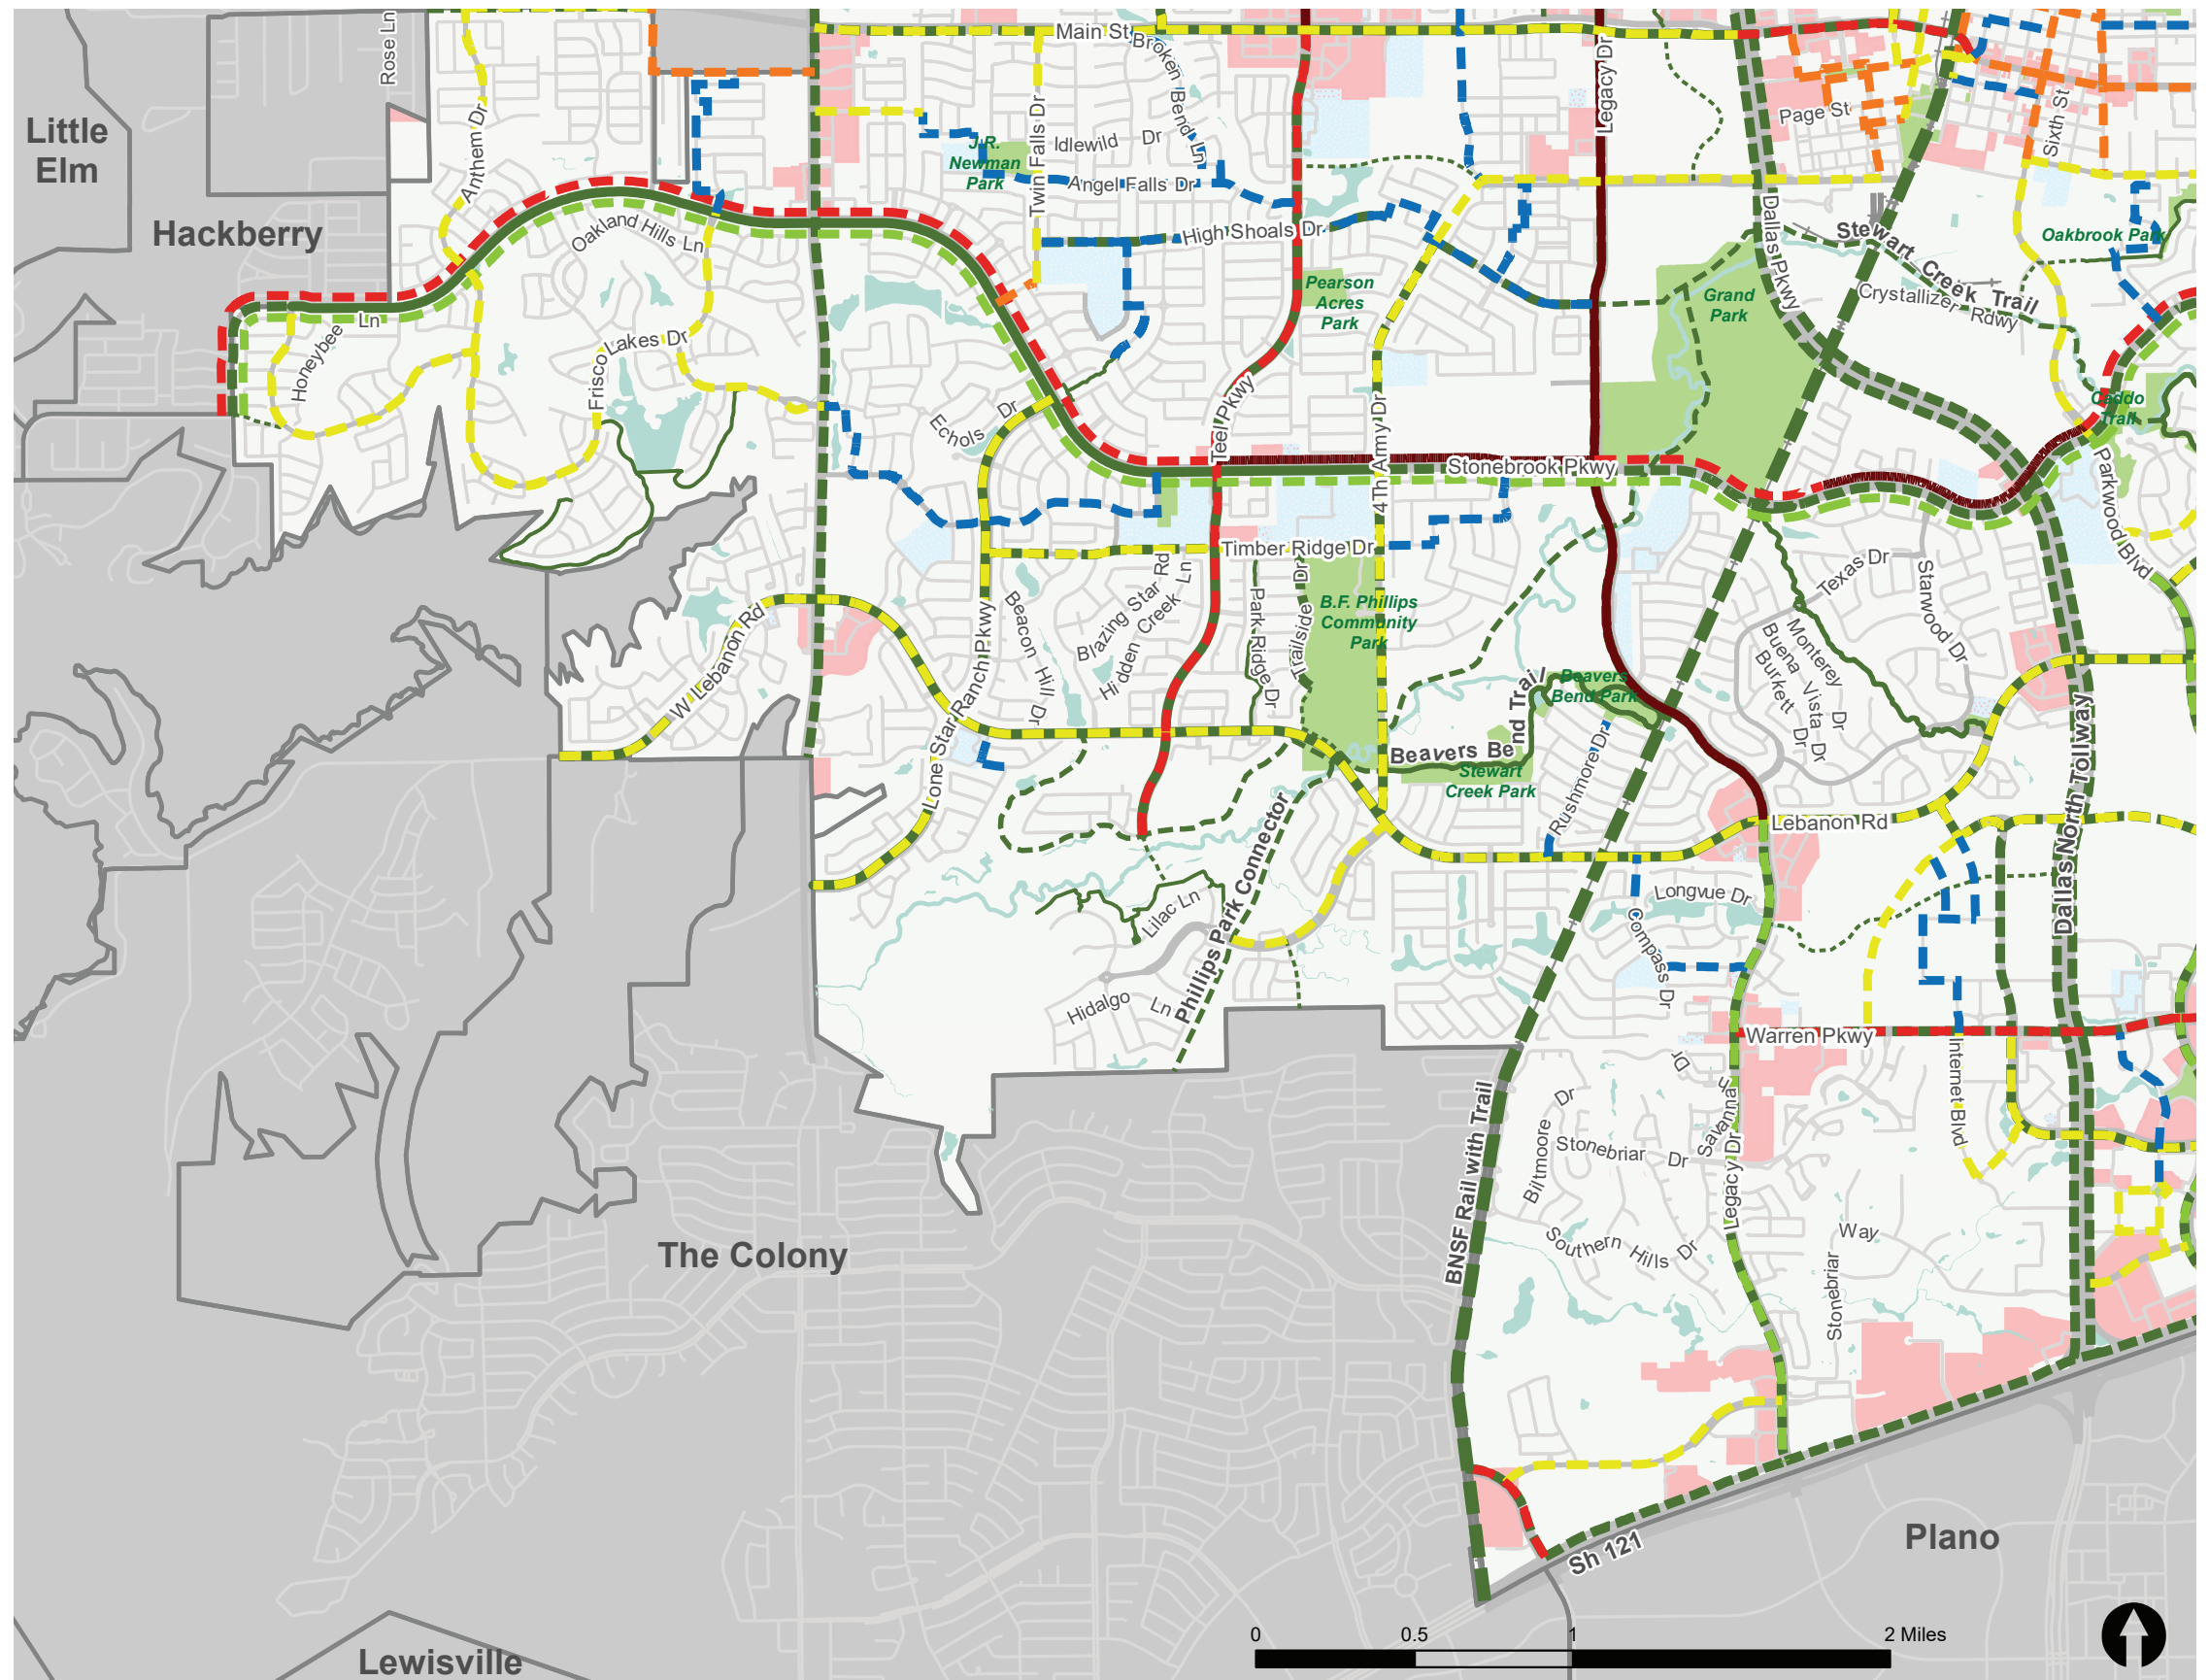 Rose Ln
Main St
Broken Bend Ln
Legacy Dr
Little
Elm
Anthem Dr
Twin Falls Dr
Idlewild Dr
J.R.
Newman
Park
Angel Falls Dr
Page St
Sixth St
Hackberry
Oakland Hills Ln
High Shoals Dr
Dallas Pkwy
Stewart Creek Trail
Oakbrook Park
Pearson
Acres
Park
Grand
Park
Crystallizer Rdwy
Honeybee Ln
Frisco Lakes Dr
Echols Dr
Teel Pkwy
4Th Army Dr
Stonebrook Pkwy
Caddo
Trail
Parkwood Blvd
Timber Ridge Dr
Texas Dr
Starwood Dr
W Lebanon Rd
Lone Star Ranch Pkwy
Beacon Hill Dr
Blazing Star Rd
Hidden Creek Ln
Park Ridge Dr
Trailside Dr
B.F. Phillips
Community
Park
Monterey Dr
Buena Vista Dr
Burkett Dr
Beavers
Bend Park
Beavers Bend Trail
Stewart
Creek Park
Rushmore Dr
Lebanon Rd
Dallas North Tollway
Phillips Park Connector
Lilac Ln
Longvue Dr
Compass Dr
Hidalgo Ln
Warren Pkwy
Internet Blvd
BNSF Rail with Trail
Biltmore Dr
Stonebriar Dr
Savannah Dr
Legacy Dr
Southern Hills Dr
Stonebriar Way
The Colony
Plano
Sh 121
Lewisville
0 0.5 1 2 Miles